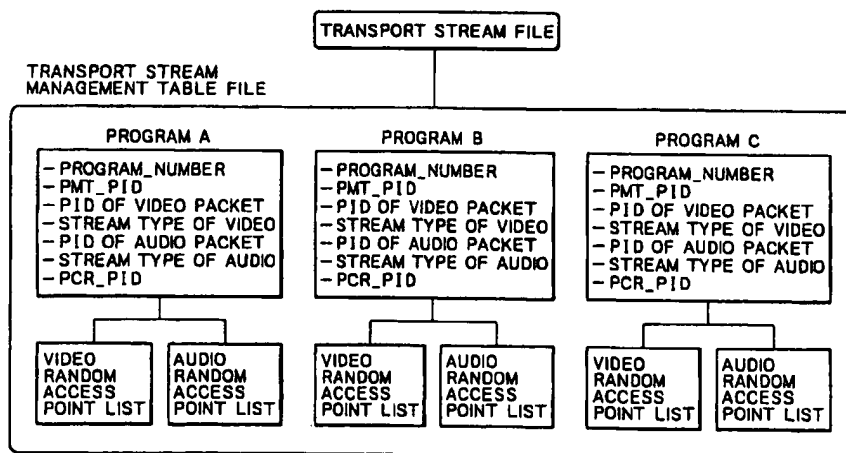 TRANSPORT STREAM FILE
TRANSPORT STREAM
MANAGEMENT TABLE FILE
PROGRAM A
- PROGRAM_NUMBER
- PMT_PID
- PID OF VIDEO PACKET
- STREAM TYPE OF VIDEO
- PID OF AUDIO PACKET
- STREAM TYPE OF AUDIO
- PCR_PID
VIDEO
RANDOM
ACCESS
POINT LIST
AUDIO
RANDOM
ACCESS
POINT LIST
PROGRAM B
- PROGRAM_NUMBER
- PMT_PID
- PID OF VIDEO PACKET
- STREAM TYPE OF VIDEO
- PID OF AUDIO PACKET
- STREAM TYPE OF AUDIO
- PCR_PID
VIDEO
RANDOM
ACCESS
POINT LIST
AUDIO
RANDOM
ACCESS
POINT LIST
PROGRAM C
- PROGRAM_NUMBER
- PMT_PID
- PID OF VIDEO PACKET
- STREAM TYPE OF VIDEO
- PID OF AUDIO PACKET
- STREAM TYPE OF AUDIO
- PCR_PID
VIDEO
RANDOM
ACCESS
POINT LIST
AUDIO
RANDOM
ACCESS
POINT LIST